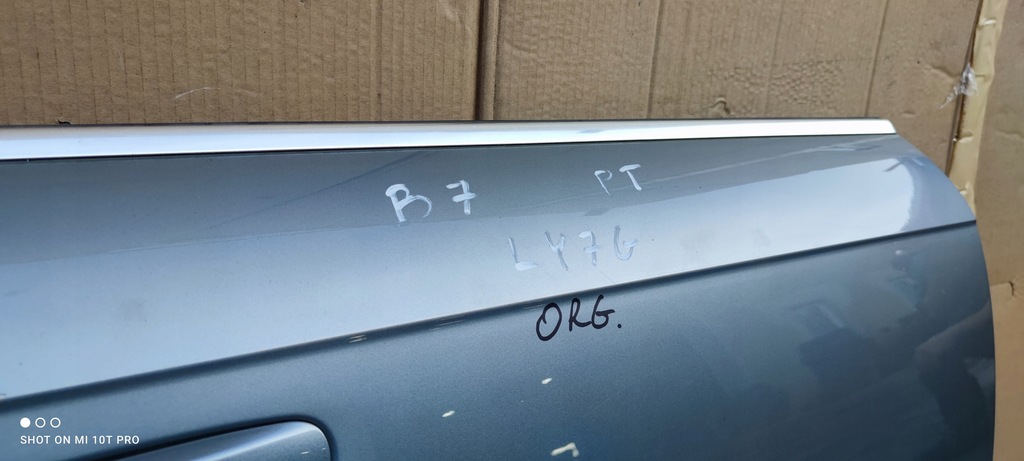 B7 PT
LY7G
ORG.
SHOT ON MI 10T PRO